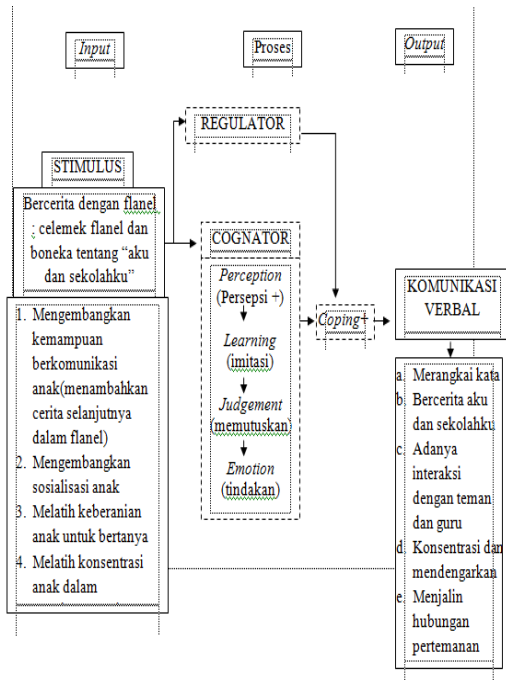 Input
Proses
Output
REGULATOR
STIMULUS
Bercerita dengan flanel
; celemek flanel dan
boneka tentang “aku
dan sekolahku”
1. Mengembangkan
kemampuan
berkomunikasi
anak(menambahkan
cerita selanjutnya
dalam flanel)
2. Mengembangkan
sosialisasi anak
3. Melatih keberanian
anak untuk bertanya
4. Melatih konsentrasi
anak dalam
COGNATOR
Perception
(Persepsi +)
Learning
(imitasi)
Judgement
(memutuskan)
Emotion
(tindakan)
Coping+
KOMUNIKASI
VERBAL
a. Merangkai kata
b. Bercerita aku
dan sekolahku
c. Adanya
interaksi
dengan teman
dan guru
d. Konsentrasi dan
mendengarkan
e. Menjalin
hubungan
pertemanan